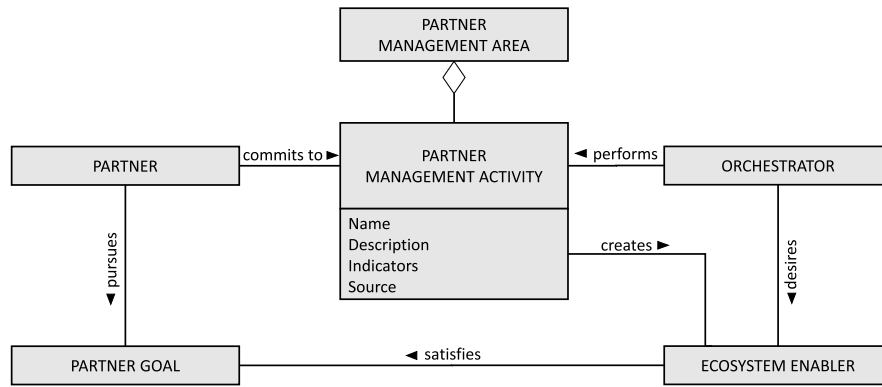 PARTNER
MANAGEMENT AREA
PARTNER
commits to
PARTNER
MANAGEMENT ACTIVITY
performs
ORCHESTRATOR
Name
Description
Indicators
Source
pursues
creates
desires
PARTNER GOAL
satisfies
ECOSYSTEM ENABLER